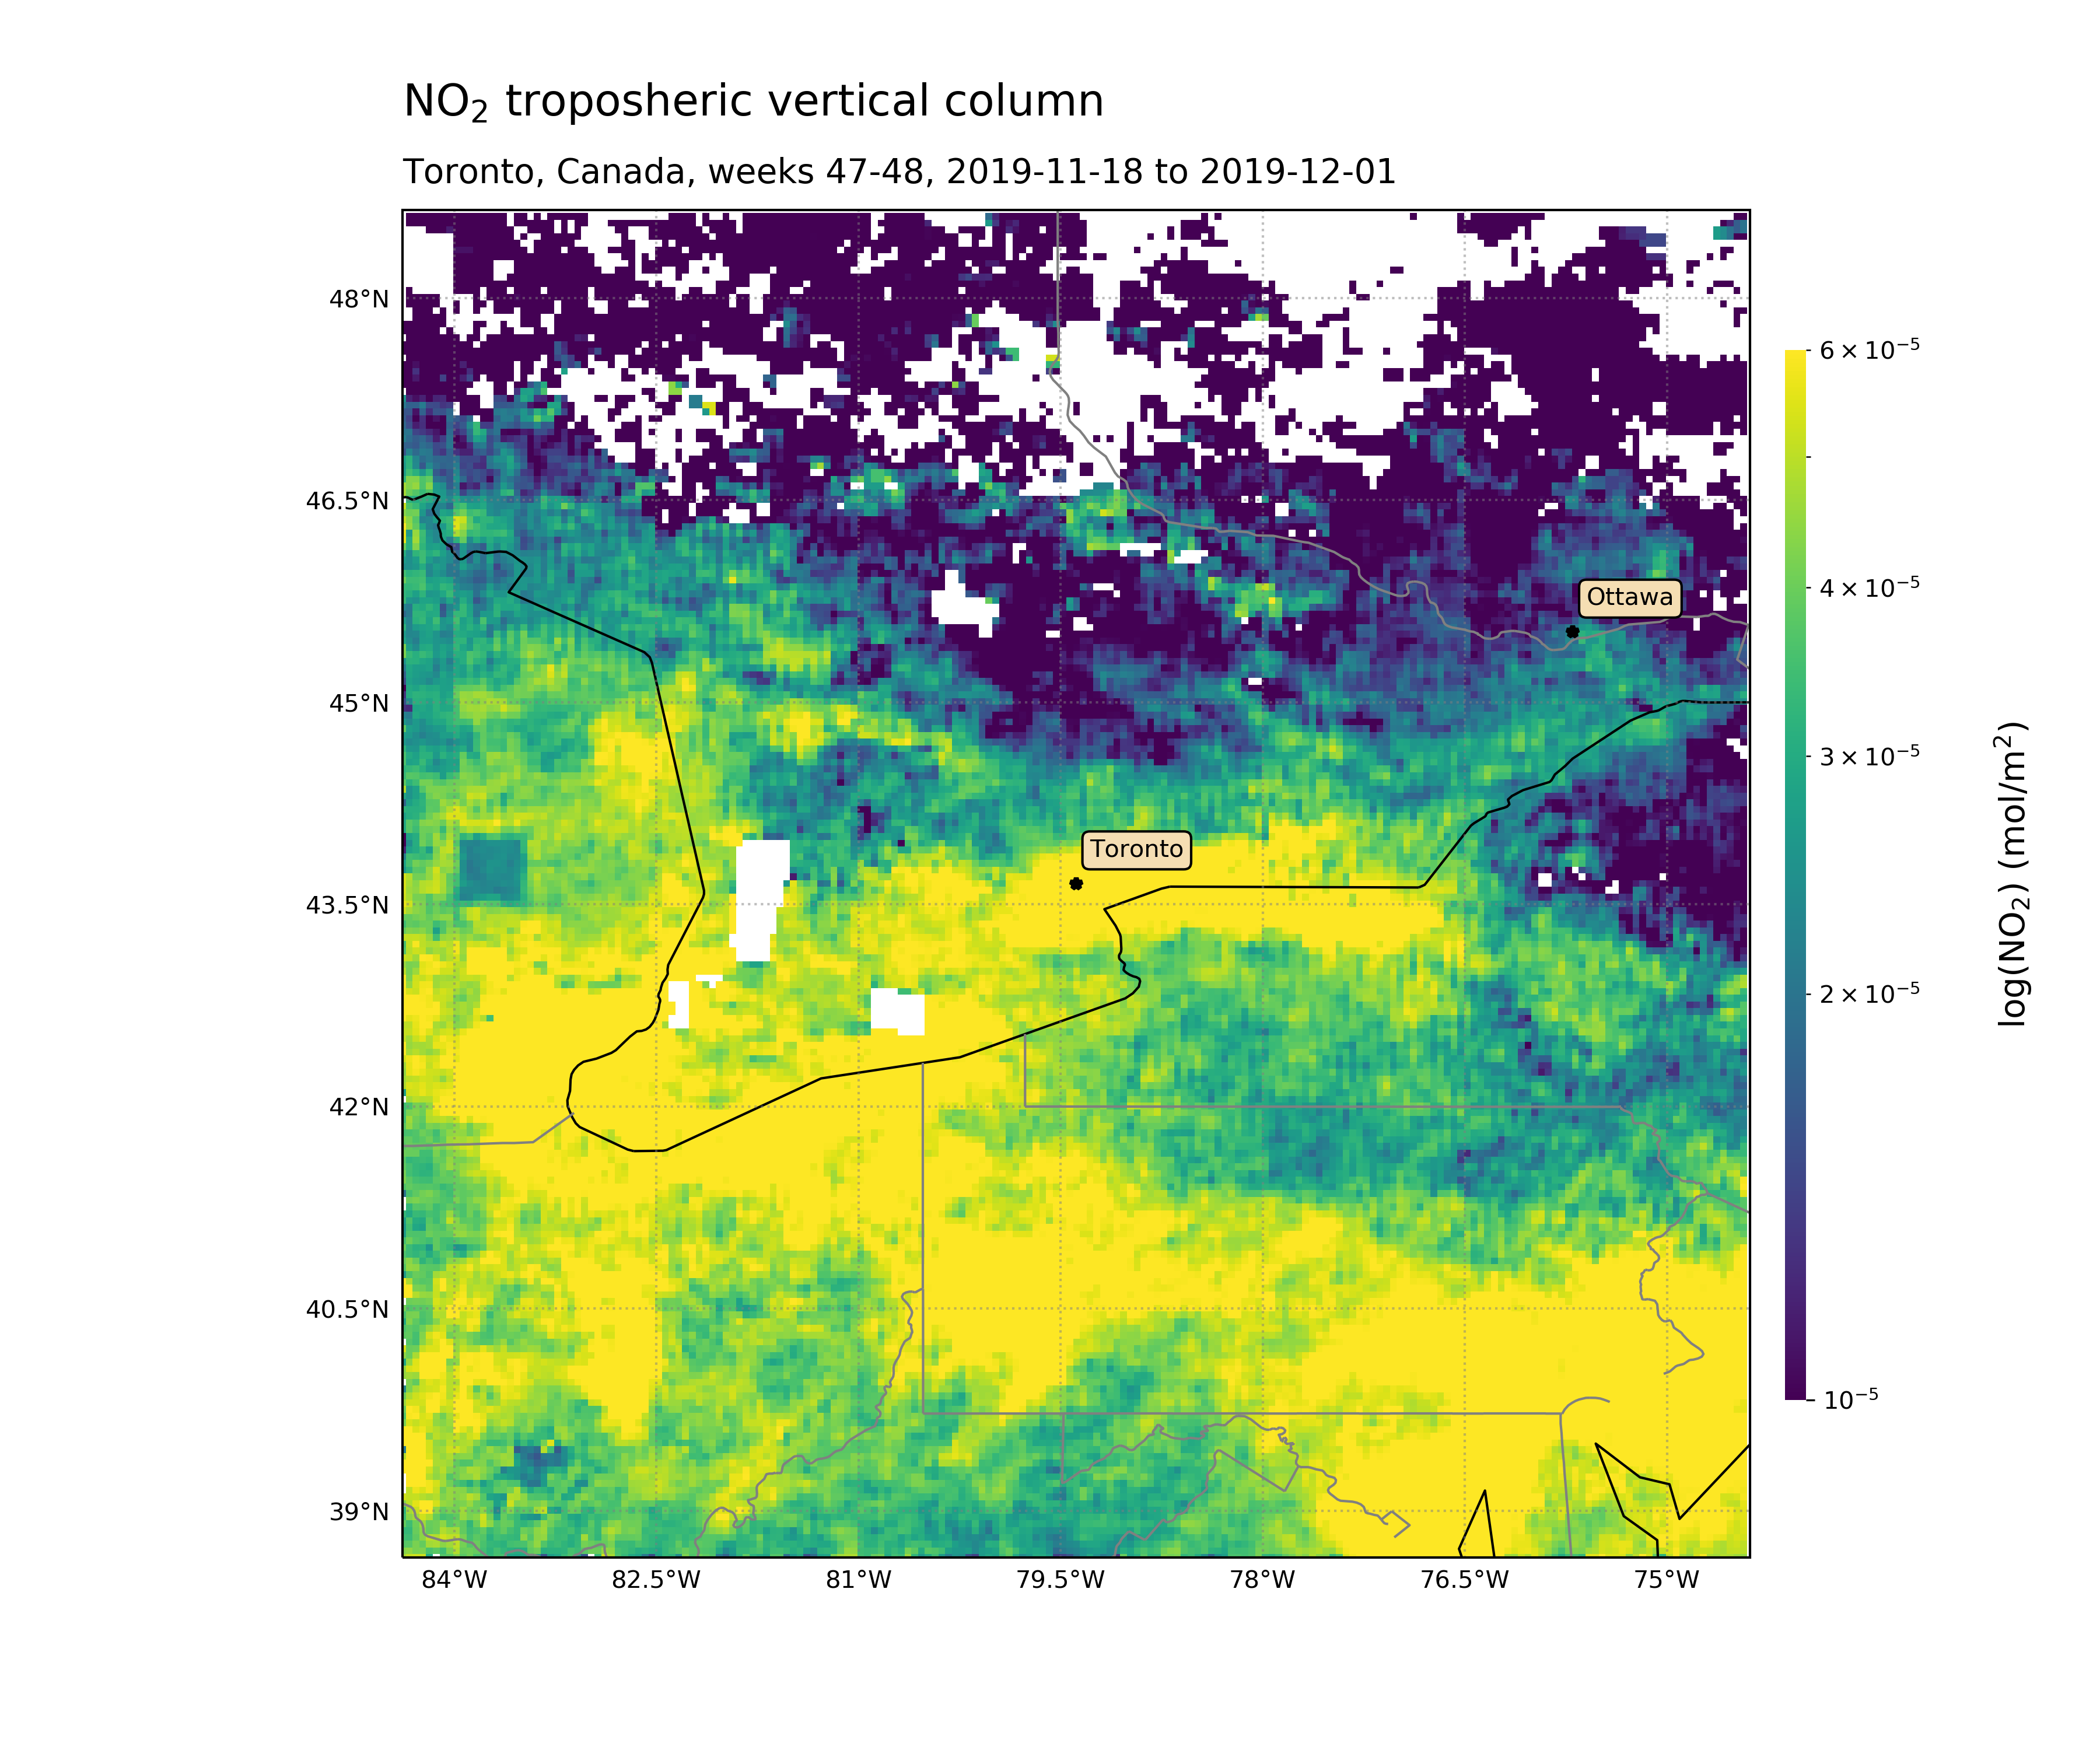 NO₂ troposheric vertical column
Toronto, Canada, weeks 47-48, 2019-11-18 to 2019-12-01
48°N
46.5°N
45°N
43.5°N
42°N
40.5°N
39°N
84°W 82.5°W 81°W 79.5°W 78°W 76.5°W 75°W
Ottawa
Toronto
6 × 10⁻⁵
4 × 10⁻⁵
3 × 10⁻⁵
2 × 10⁻⁵
10⁻⁵
log(NO₂) (mol/m²)